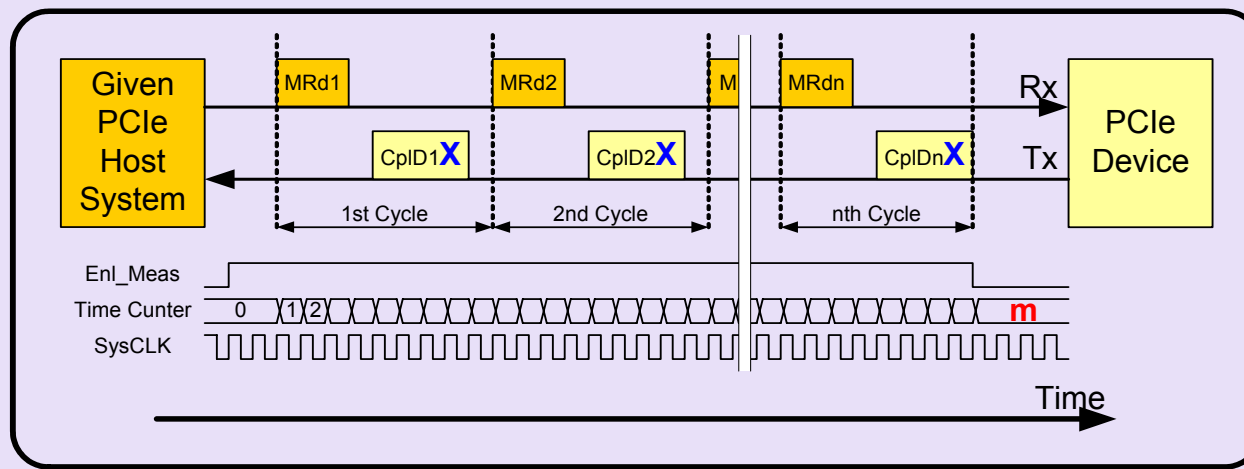 Given
PCIe
Host
System
MRd1
MRd2
M
MRdn
Rx
CplD1X
CplD2X
CplDnX
Tx
PCIe
Device
1st Cycle
2nd Cycle
nth Cycle
Enl_Meas
Time Cunter
0
1
2
m
SysCLK
Time